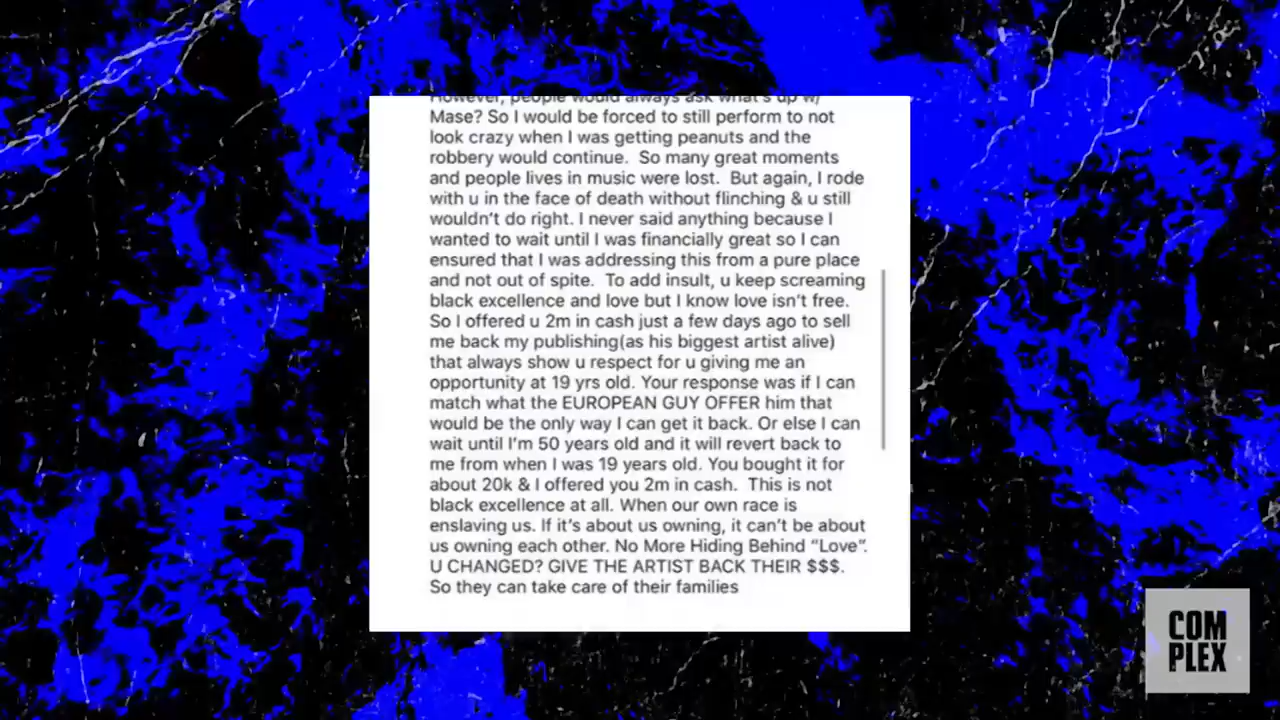 However, people would always ask what's up w/
Mase? So I would be forced to still perform to not
look crazy when I was getting peanuts and the
robbery would continue.  So many great moments
and people lives in music were lost.  But again, I rode
with u in the face of death without flinching & u still
wouldn't do right. I never said anything because I
wanted to wait until I was financially great so I can
ensured that I was addressing this from a pure place
and not out of spite.  To add insult, u keep screaming
black excellence and love but I know love isn't free.
So I offered u 2m in cash just a few days ago to sell
me back my publishing(as his biggest artist alive)
that always show u respect for u giving me an
opportunity at 19 yrs old. Your response was if I can
match what the EUROPEAN GUY OFFER him that
would be the only way I can get it back. Or else I can
wait until I'm 50 years old and it will revert back to
me from when I was 19 years old. You bought it for
about 20k & I offered you 2m in cash.  This is not
black excellence at all. When our own race is
enslaving us. If it's about us owning, it can't be about
us owning each other. No More Hiding Behind “Love”.
U CHANGED? GIVE THE ARTIST BACK THEIR $$$.
So they can take care of their families
COM
PLEX